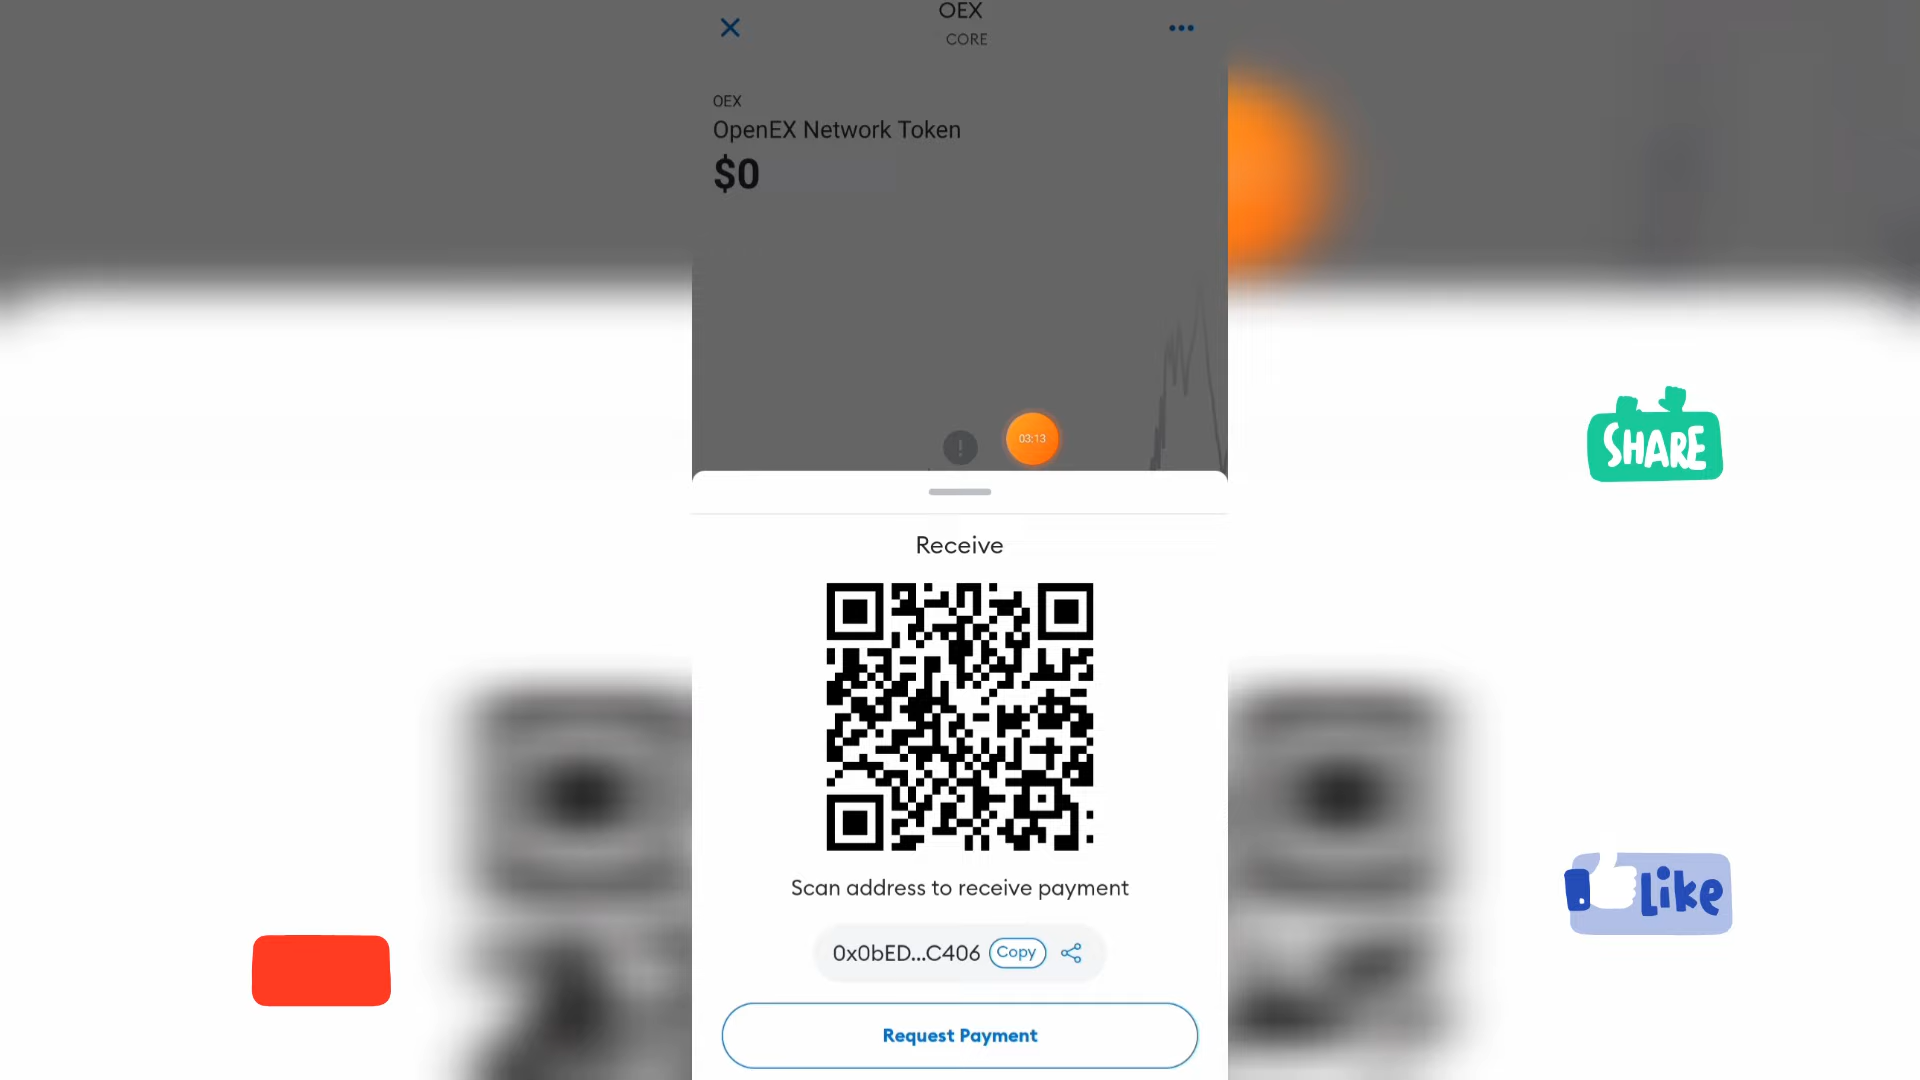 OEX
CORE
OEX
OpenEX Network Token
$0
03:13
Receive
Scan address to receive payment
0x0bED...C406 Copy
Request Payment
SHARE
Like